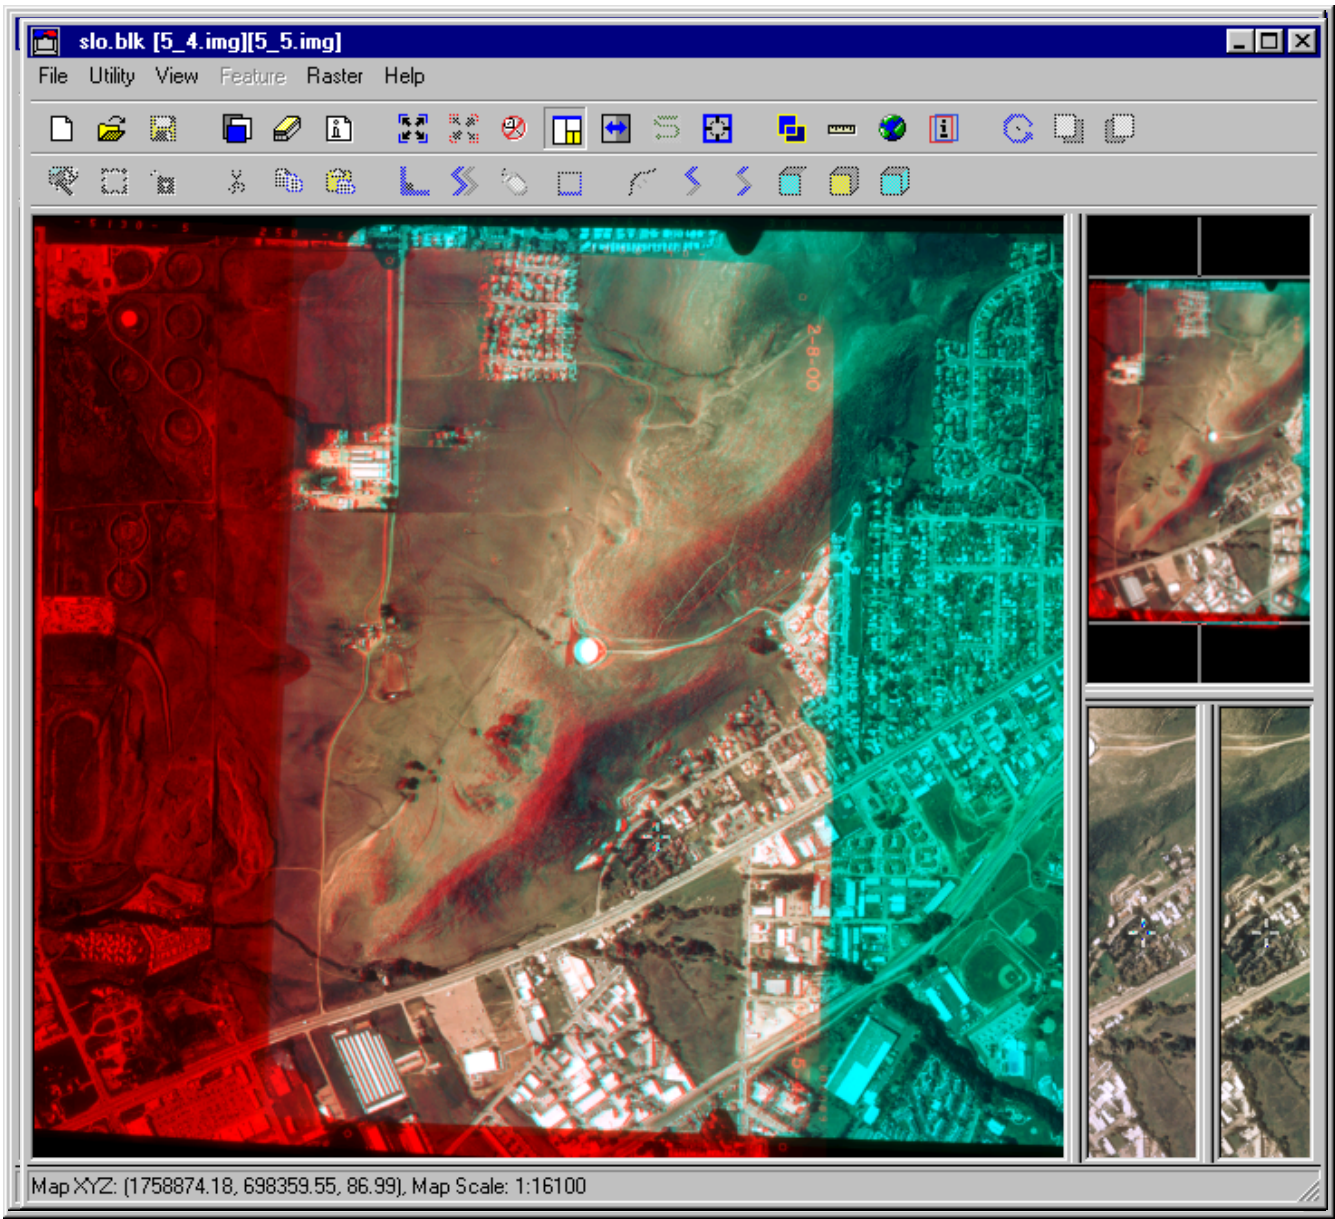 slo.blk [5_4.img][5_5.img]
File Utility View Feature Raster Help
2-8-00
Map XYZ: (1758874.18, 698359.55, 86.99), Map Scale: 1:16100